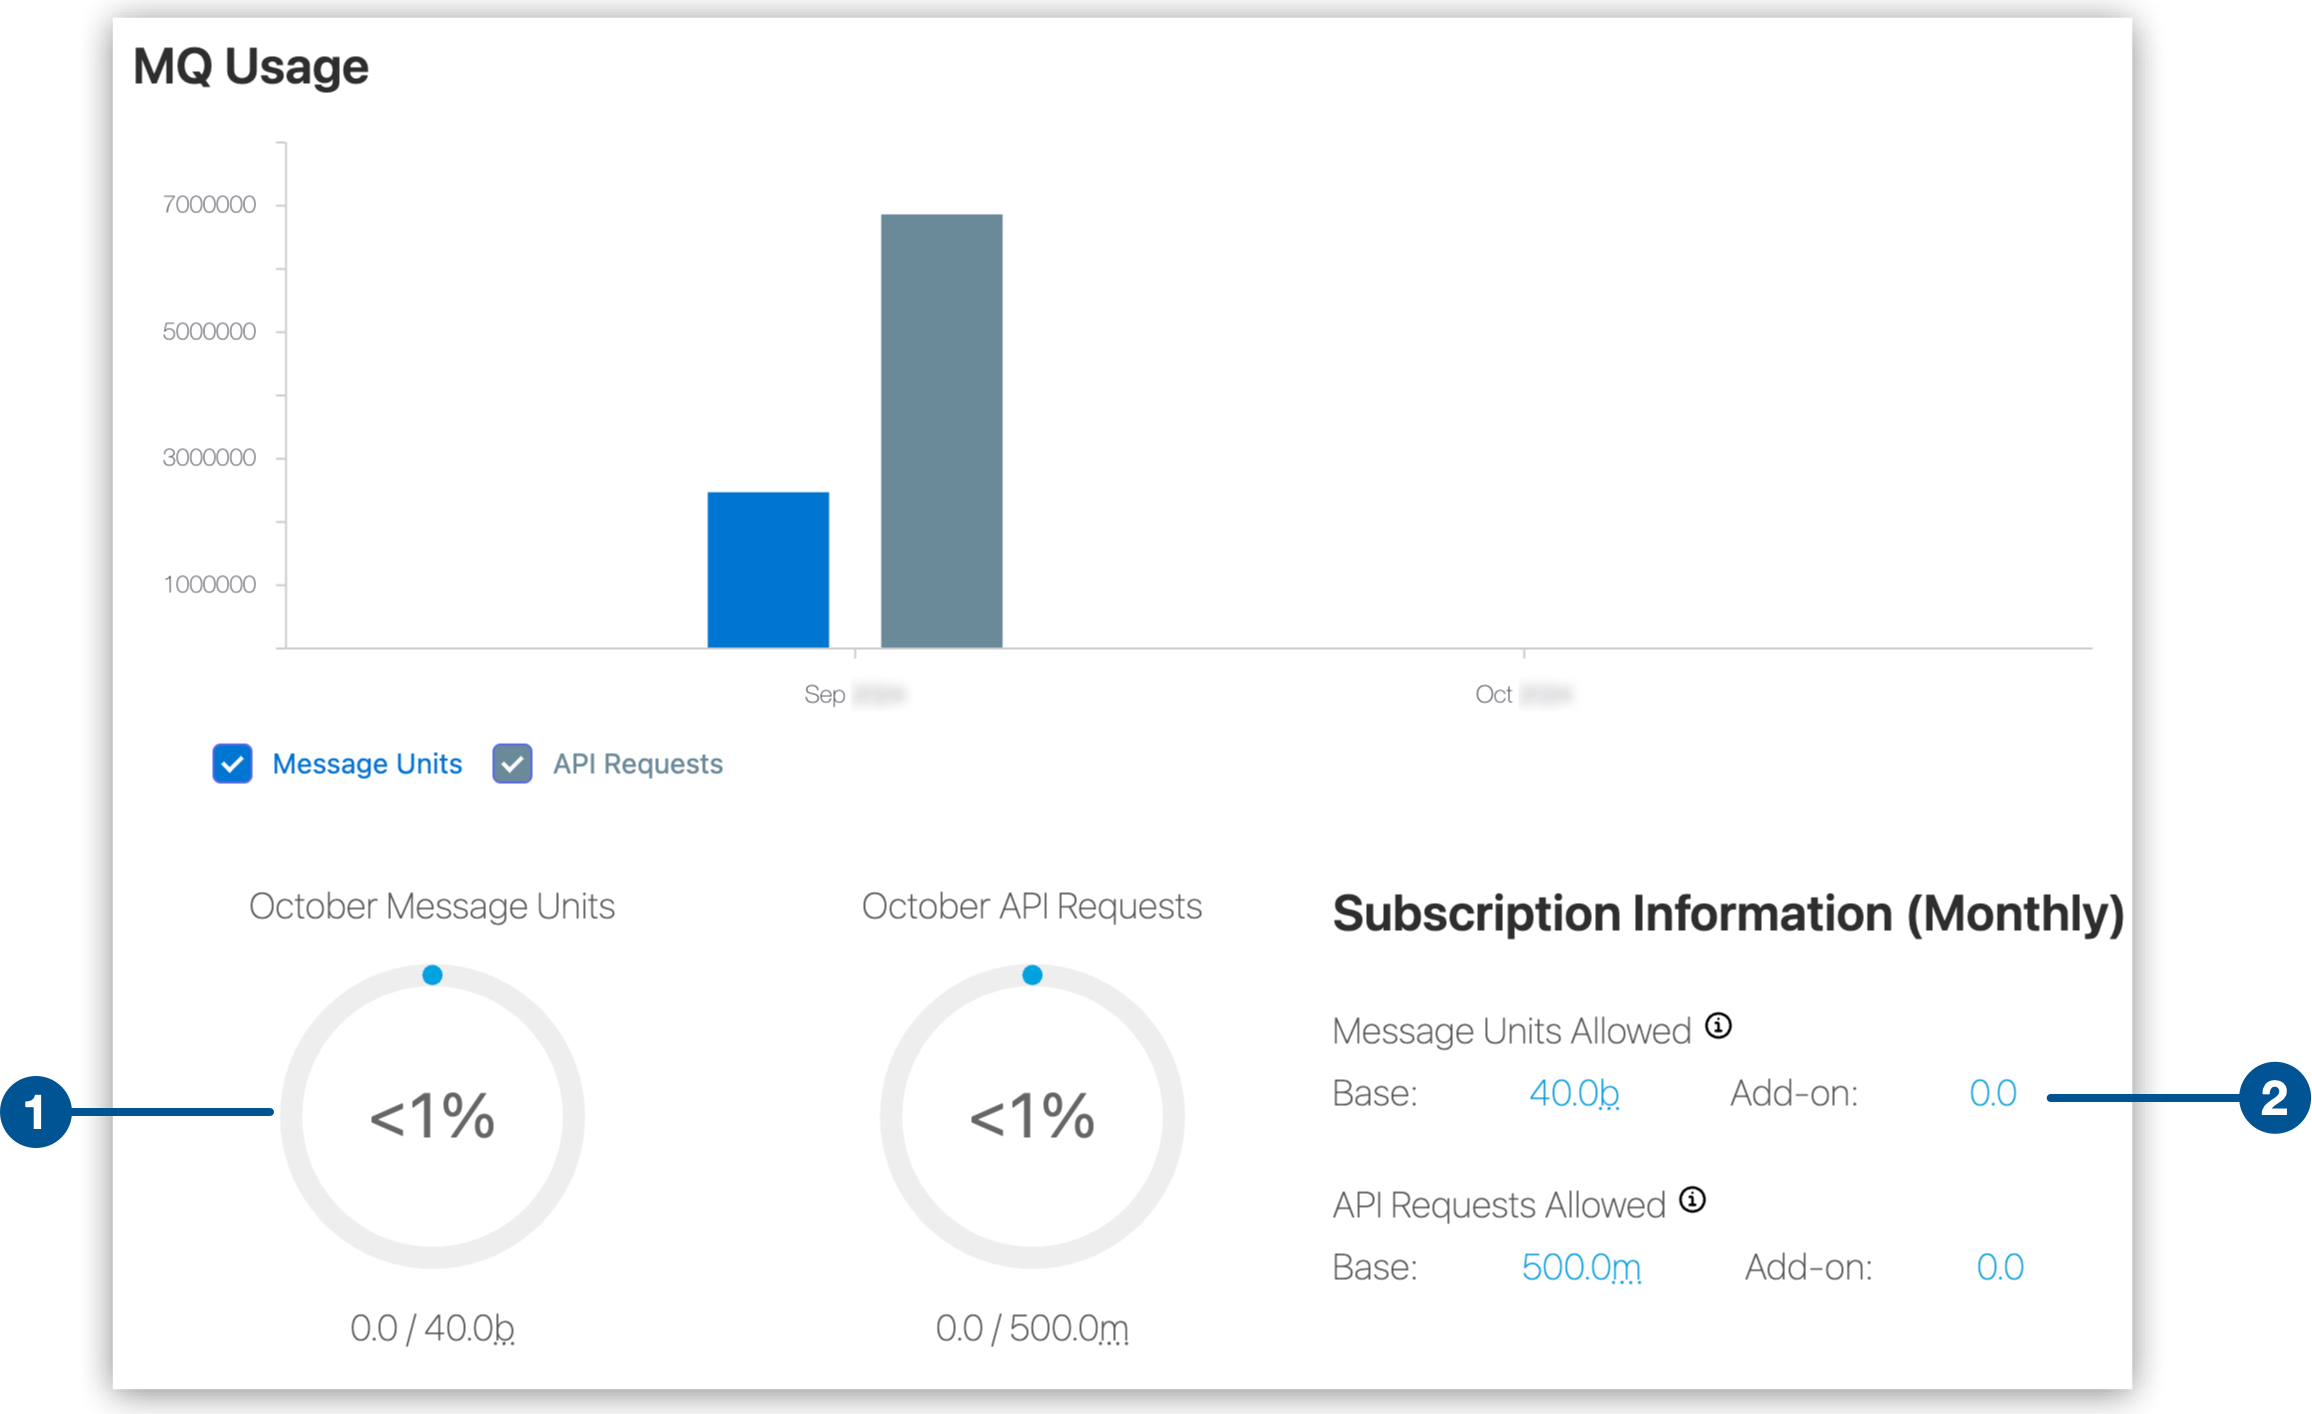 MQ Usage
7000000
5000000
3000000
1000000
Sep
Oct
Message Units
API Requests
October Message Units
October API Requests
Subscription Information (Monthly)
<1%
<1%
0.0 / 40.0b
0.0 / 500.0m
Message Units Allowed
Base: 40.0b Add-on: 0.0
API Requests Allowed
Base: 500.0m Add-on: 0.0
1
2